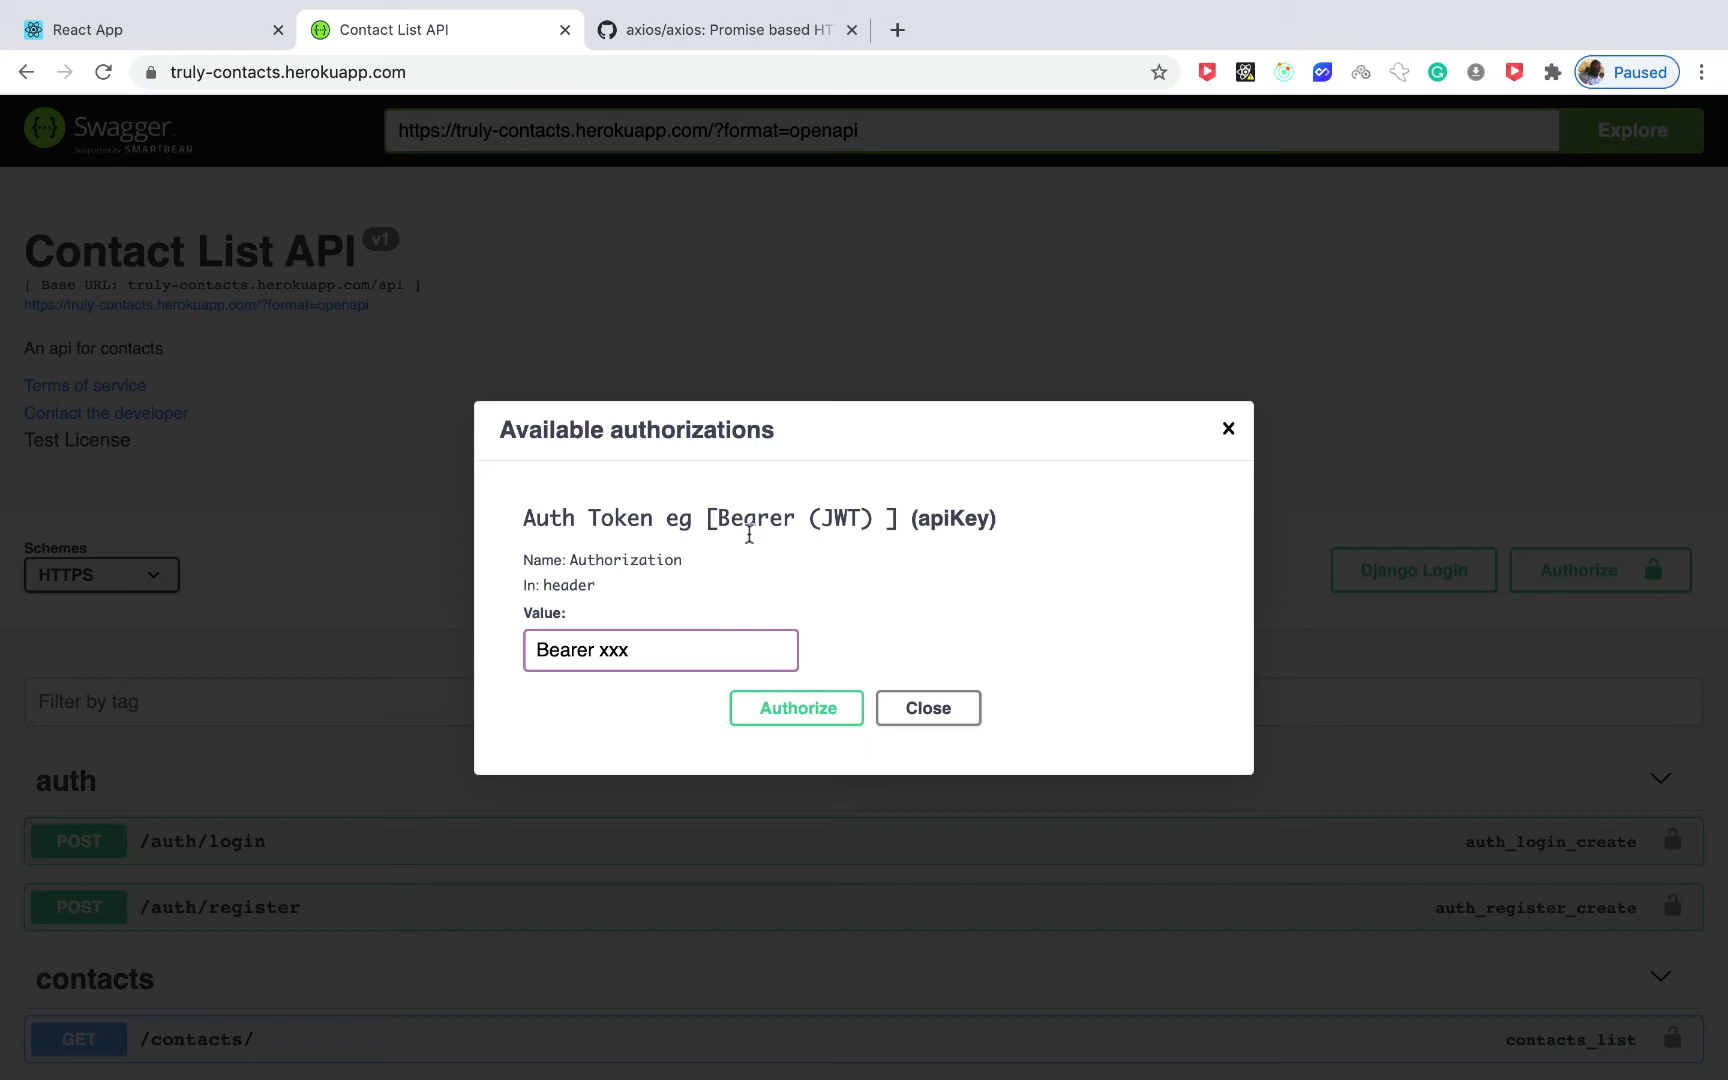 React App
Contact List API
axios/axios: Promise based HT
truly-contacts.herokuapp.com
Paused
Swagger.
Supported by SMARTBEAR
https://truly-contacts.herokuapp.com/?format=openapi
Explore
Contact List API v1
[ Base URL: truly-contacts.herokuapp.com/api ]
https://truly-contacts.herokuapp.com/?format=openapi
An api for contacts
Terms of service
Contact the developer
Test License
Available authorizations
Auth Token eg [Bearer (JWT) ] (apiKey)
Name: Authorization
In: header
Value:
Bearer xxx
Authorize
Close
Schemes
HTTPS
Django Login
Authorize
Filter by tag
auth
POST /auth/login auth_login_create
POST /auth/register auth_register_create
contacts
GET /contacts/ contacts_list